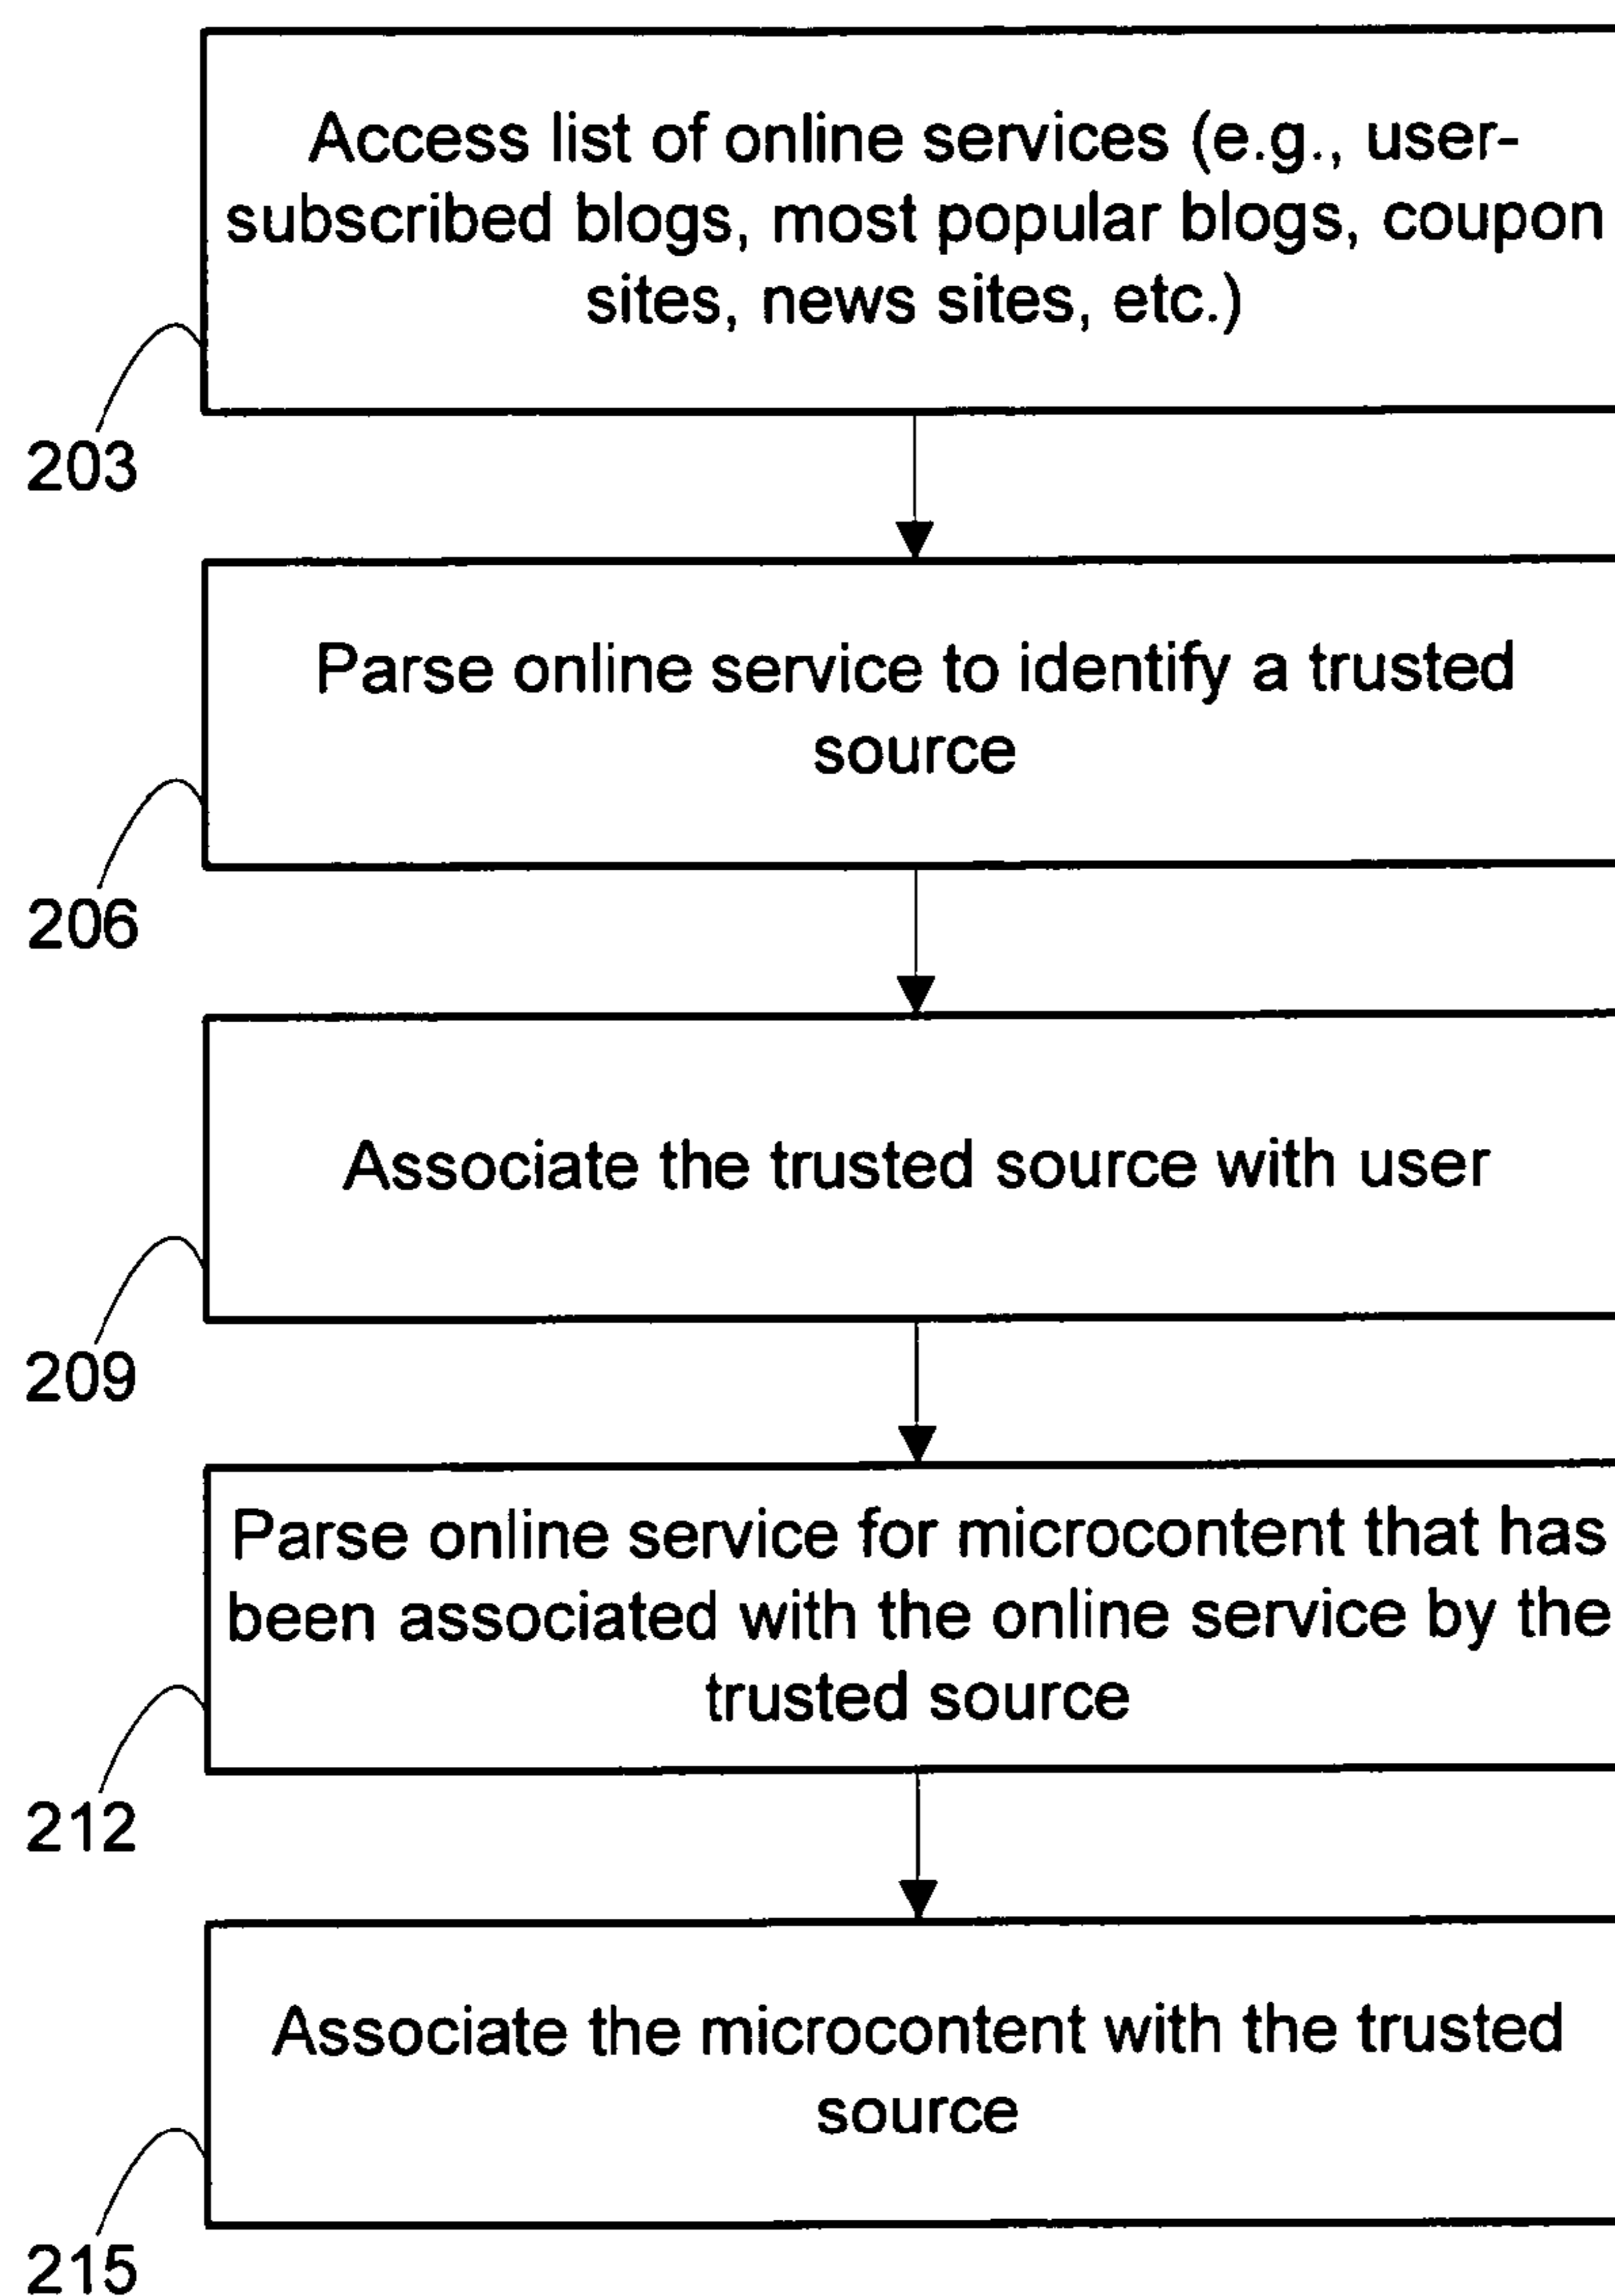 Access list of online services (e.g., user-
subscribed blogs, most popular blogs, coupon
sites, news sites, etc.)
203
Parse online service to identify a trusted
source
206
Associate the trusted source with user
209
Parse online service for microcontent that has
been associated with the online service by the
trusted source
212
Associate the microcontent with the trusted
source
215